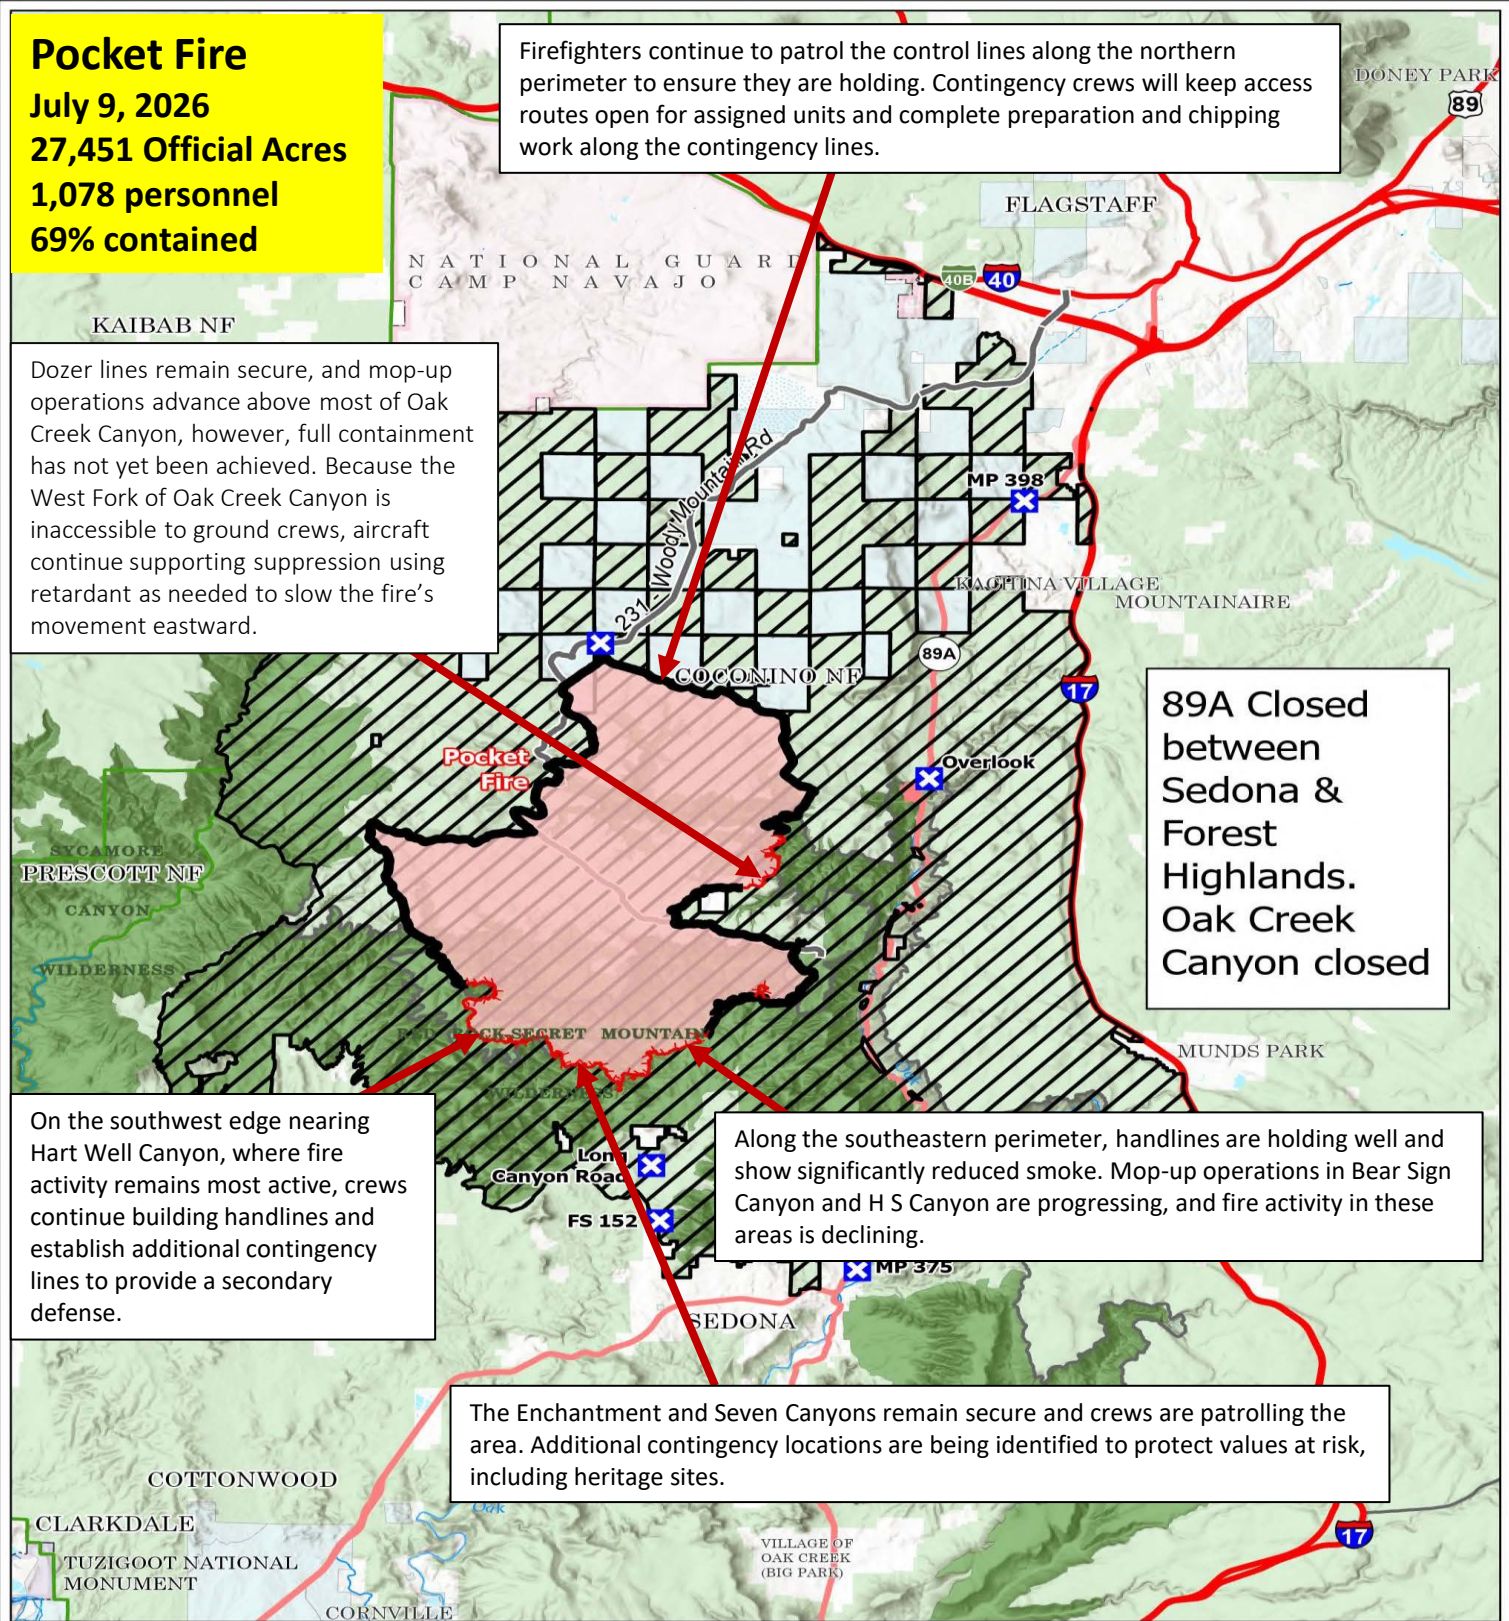 Pocket Fire
July 9, 2026
27,451 Official Acres
1,078 personnel
69% contained
Firefighters continue to patrol the control lines along the northern
perimeter to ensure they are holding. Contingency crews will keep access
routes open for assigned units and complete preparation and chipping
work along the contingency lines.
DONEY PARK
89
FLAGSTAFF
NATIONAL GUARD
CAMP NAVAJO
40B
40
KAIBAB NF
Dozer lines remain secure, and mop-up
operations advance above most of Oak
Creek Canyon, however, full containment
has not yet been achieved. Because the
West Fork of Oak Creek Canyon is
inaccessible to ground crews, aircraft
continue supporting suppression using
retardant as needed to slow the fire’s
movement eastward.
231 - Woody Mountain Rd
MP 398
KACHINA VILLAGE
MOUNTAINAIRE
89A
COCONINO NF
17
89A Closed
between
Sedona &
Forest
Highlands.
Oak Creek
Canyon closed
Pocket
Fire
Overlook
SYCAMORE
PRESCOTT NF
CANYON
WILDERNESS
RED ROCK-SECRET MOUNTAIN
WILDERNESS
Oak
MUNDS PARK
On the southwest edge nearing
Hart Well Canyon, where fire
activity remains most active, crews
continue building handlines and
establish additional contingency
lines to provide a secondary
defense.
Along the southeastern perimeter, handlines are holding well and
show significantly reduced smoke. Mop-up operations in Bear Sign
Canyon and H S Canyon are progressing, and fire activity in these
areas is declining.
Long
Canyon Road
FS 152
MP 375
SEDONA
The Enchantment and Seven Canyons remain secure and crews are patrolling the
area. Additional contingency locations are being identified to protect values at risk,
including heritage sites.
COTTONWOOD
Oak
CLARKDALE
TUZIGOOT NATIONAL
MONUMENT
VILLAGE OF
OAK CREEK
(BIG PARK)
17
CORNVILLE